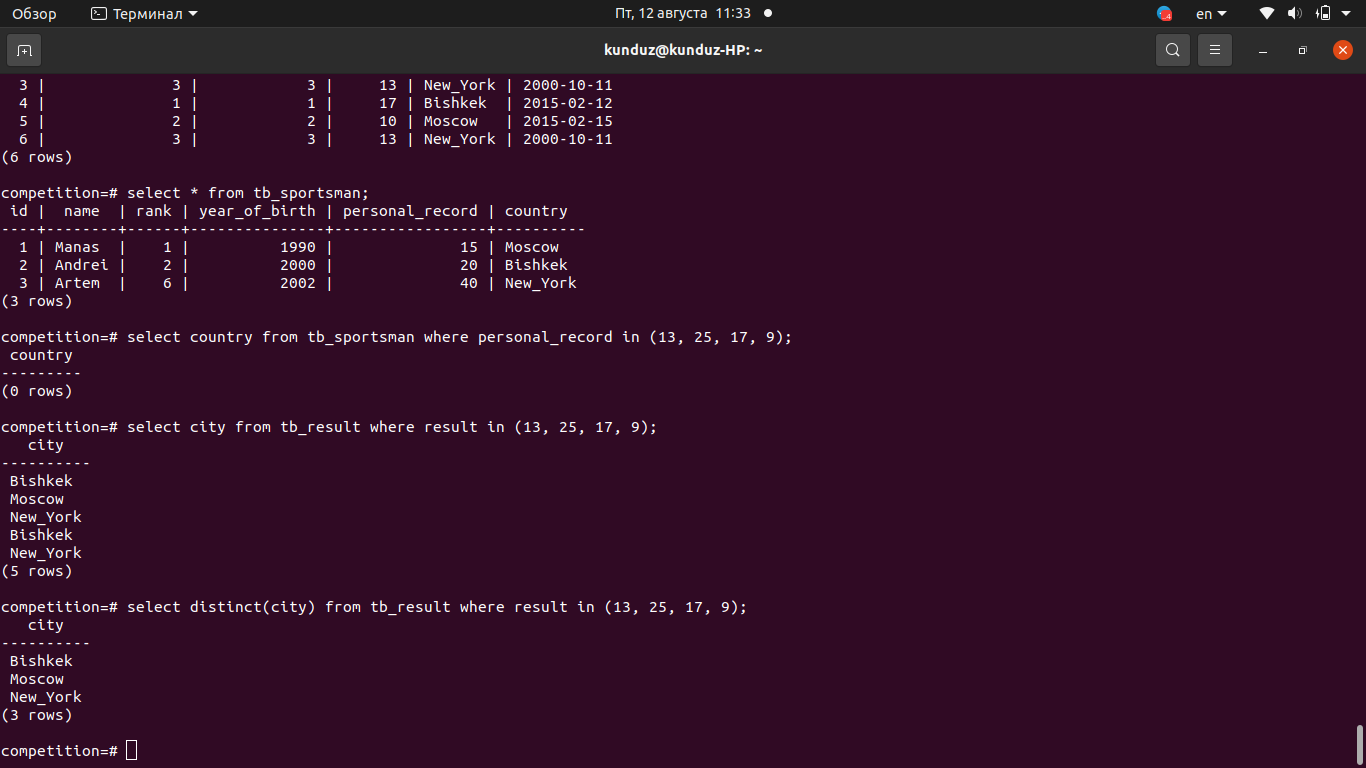 Обзор Терминал Пт, 12 августа 11:33 en
kunduz@kunduz-HP: ~
  3 |              3 |            3 |     13 | New_York | 2000-10-11
  4 |              1 |            1 |     17 | Bishkek  | 2015-02-12
  5 |              2 |            2 |     10 | Moscow   | 2015-02-15
  6 |              3 |            3 |     13 | New_York | 2000-10-11
(6 rows)
competition=# select * from tb_sportsman;
 id |  name  | rank | year_of_birth | personal_record | country
----+--------+------+---------------+-----------------+----------
  1 | Manas  |    1 |          1990 |              15 | Moscow
  2 | Andrei |    2 |          2000 |              20 | Bishkek
  3 | Artem  |    6 |          2002 |              40 | New_York
(3 rows)
competition=# select country from tb_sportsman where personal_record in (13, 25, 17, 9);
 country
---------
(0 rows)
competition=# select city from tb_result where result in (13, 25, 17, 9);
   city
----------
 Bishkek
 Moscow
 New_York
 Bishkek
 New_York
(5 rows)
competition=# select distinct(city) from tb_result where result in (13, 25, 17, 9);
   city
----------
 Bishkek
 Moscow
 New_York
(3 rows)
competition=#